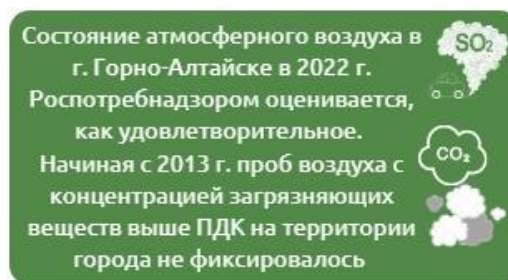 Состояние атмосферного воздуха в
г. Горно-Алтайске в 2022 г.
Роспотребнадзором оценивается,
как удовлетворительное.
Начиная с 2013 г. проб воздуха с
концентрацией загрязняющих
веществ выше ПДК на территории
города не фиксировалось
SO₂
CO₂